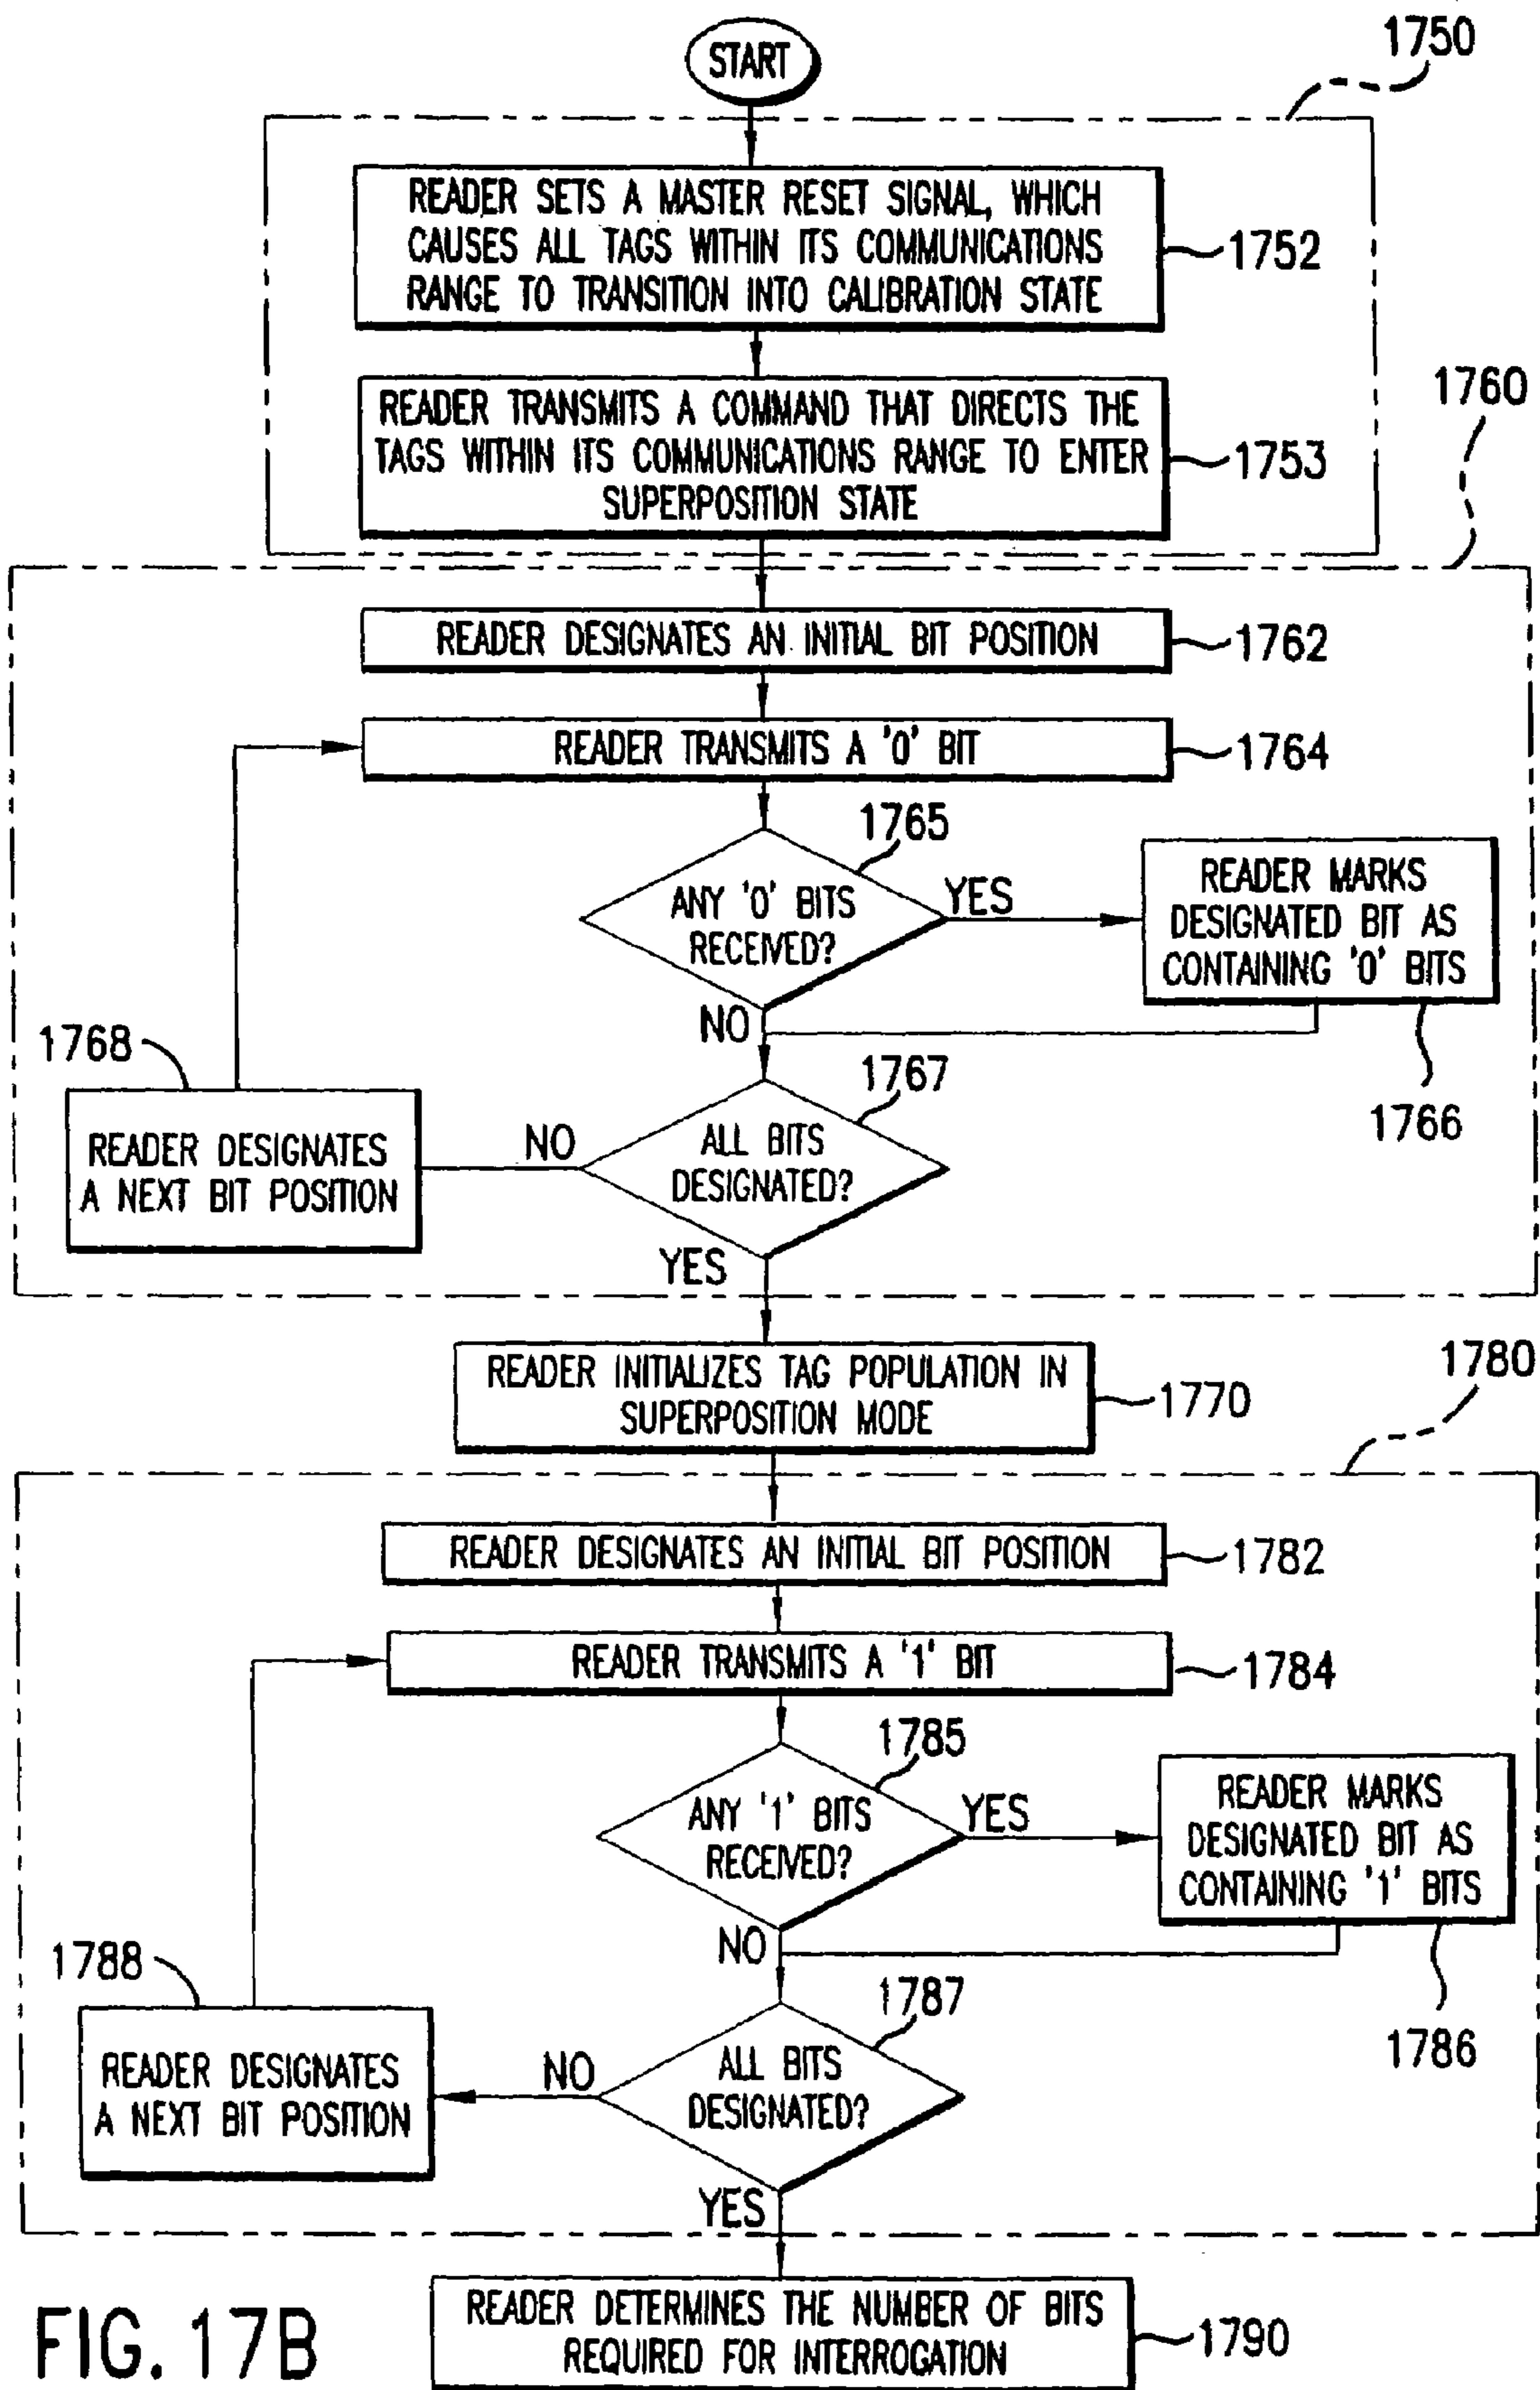 1750
START
READER SETS A MASTER RESET SIGNAL, WHICH
CAUSES ALL TAGS WITHIN ITS COMMUNICATIONS
RANGE TO TRANSITION INTO CALIBRATION STATE
1752
1760
READER TRANSMITS A COMMAND THAT DIRECTS THE
TAGS WITHIN ITS COMMUNICATIONS RANGE TO ENTER
SUPERPOSITION STATE
1753
READER DESIGNATES AN INITIAL BIT POSITION
1762
READER TRANSMITS A '0' BIT
1764
1765
ANY '0' BITS
RECEIVED?
YES
READER MARKS
DESIGNATED BIT AS
CONTAINING '0' BITS
1766
NO
1768
1767
READER DESIGNATES
A NEXT BIT POSITION
NO
ALL BITS
DESIGNATED?
YES
READER INITIALIZES TAG POPULATION IN
SUPERPOSITION MODE
1770
1780
READER DESIGNATES AN INITIAL BIT POSITION
1782
READER TRANSMITS A '1' BIT
1784
1785
ANY '1' BITS
RECEIVED?
YES
READER MARKS
DESIGNATED BIT AS
CONTAINING '1' BITS
1786
NO
1788
1787
READER DESIGNATES
A NEXT BIT POSITION
NO
ALL BITS
DESIGNATED?
YES
READER DETERMINES THE NUMBER OF BITS
REQUIRED FOR INTERROGATION
1790
FIG. 17B